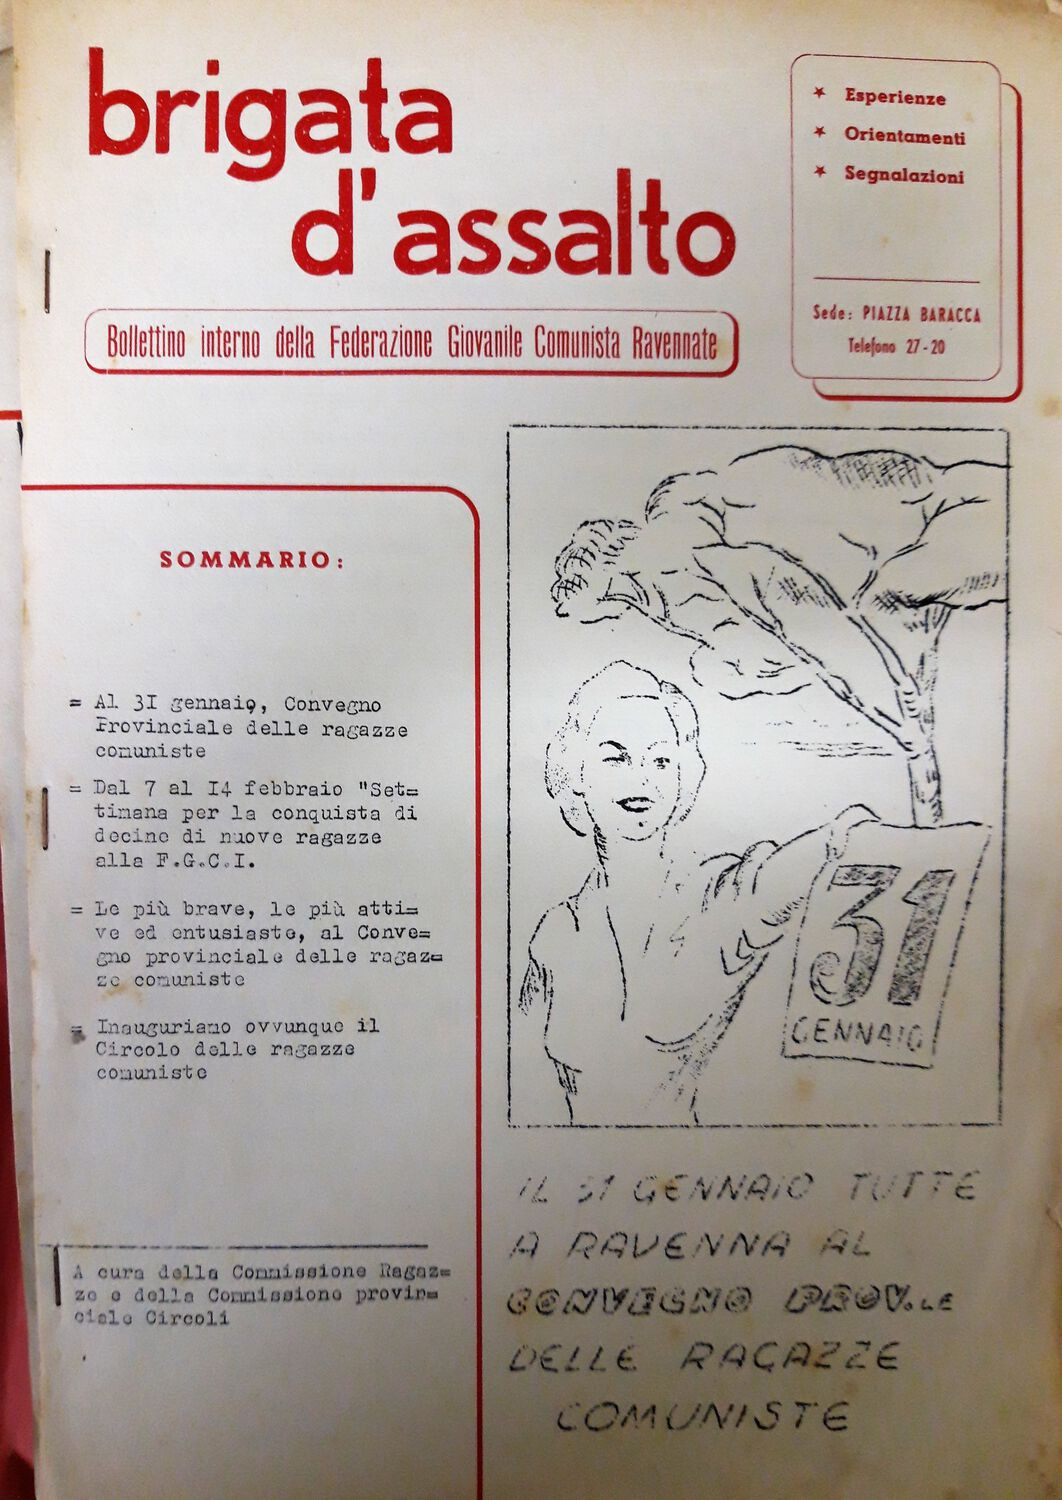 brigata
d'assalto
Bollettino interno della Federazione Giovanile Comunista Ravennate
★ Esperienze
★ Orientamenti
★ Segnalazioni
Sede: PIAZZA BARACCA
Telefono 27-20
SOMMARIO:
= Al 3I gennaio, Convegno
Provinciale delle ragazze
comuniste
= Dal 7 al I4 febbraio "Set=
timana per la conquista di
decine di nuove ragazze
alla F.G.C.I.
= Le più brave, le più atti=
ve ed entusiaste, al Conve=
gno provinciale delle ragaz=
ze comuniste
= Inauguriamo ovvunque il
Circolo delle ragazze
comuniste
A cura della Commissione Ragaz=
ze e della Commissione provin=
ciale Circoli
31
GENNAIO
IL 31 GENNAIO TUTTE
A RAVENNA AL
CONVEGNO PROV.LE
DELLE RAGAZZE
COMUNISTE